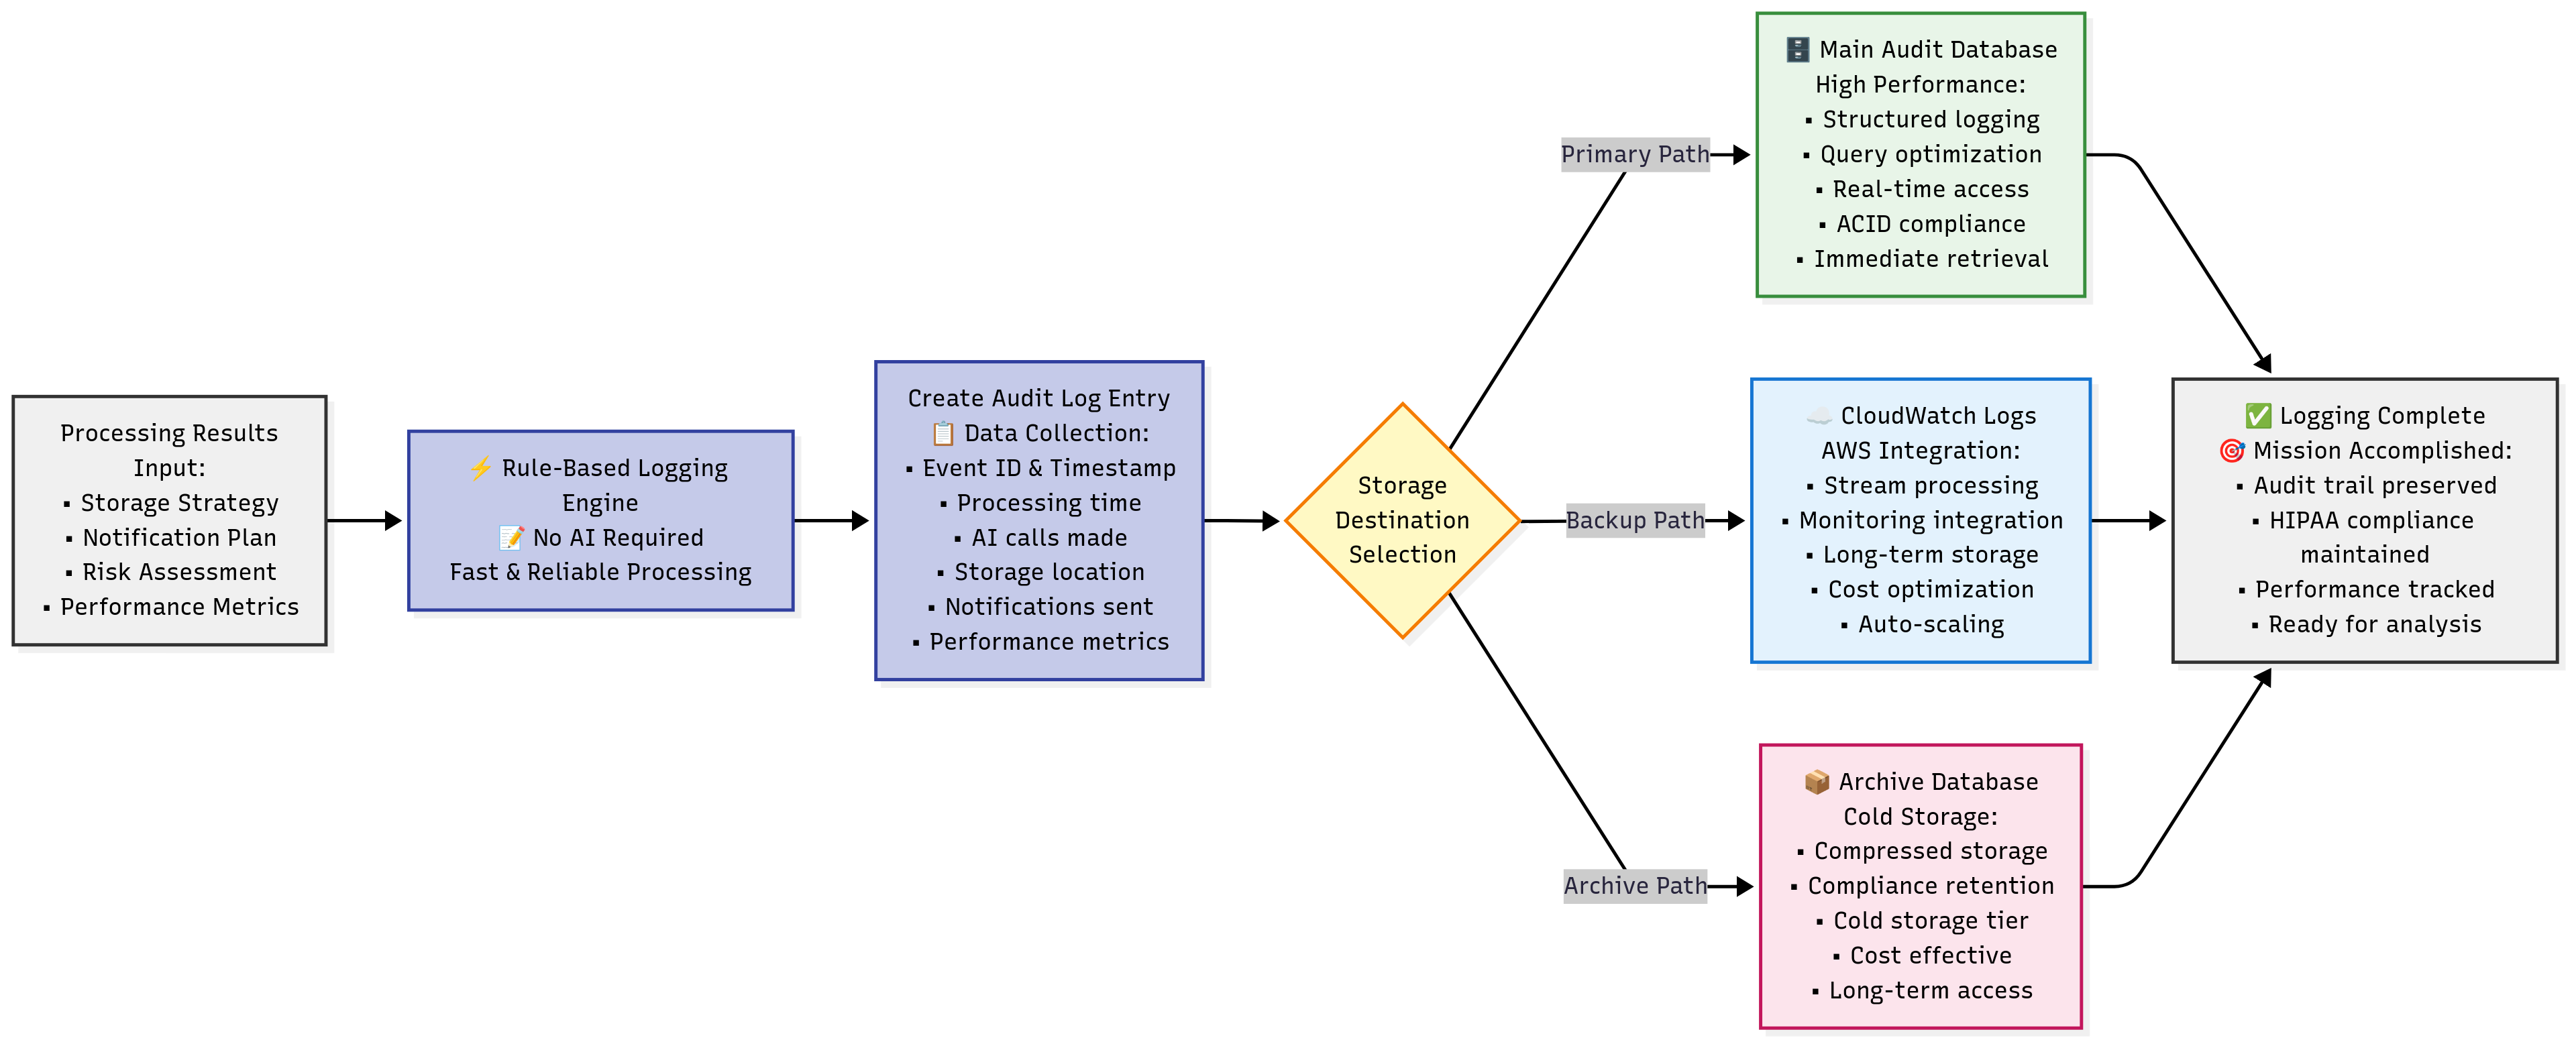 Processing Results
Input:
▪ Storage Strategy
▪ Notification Plan
▪ Risk Assessment
▪ Performance Metrics
⚡ Rule-Based Logging
Engine
📝 No AI Required
Fast & Reliable Processing
Create Audit Log Entry
📋 Data Collection:
▪ Event ID & Timestamp
▪ Processing time
▪ AI calls made
▪ Storage location
▪ Notifications sent
▪ Performance metrics
Storage
Destination
Selection
Primary Path
🗄️ Main Audit Database
High Performance:
▪ Structured logging
▪ Query optimization
▪ Real-time access
▪ ACID compliance
▪ Immediate retrieval
Backup Path
☁️ CloudWatch Logs
AWS Integration:
▪ Stream processing
▪ Monitoring integration
▪ Long-term storage
▪ Cost optimization
▪ Auto-scaling
Archive Path
📦 Archive Database
Cold Storage:
▪ Compressed storage
▪ Compliance retention
▪ Cold storage tier
▪ Cost effective
▪ Long-term access
✅ Logging Complete
🎯 Mission Accomplished:
▪ Audit trail preserved
▪ HIPAA compliance
maintained
▪ Performance tracked
▪ Ready for analysis